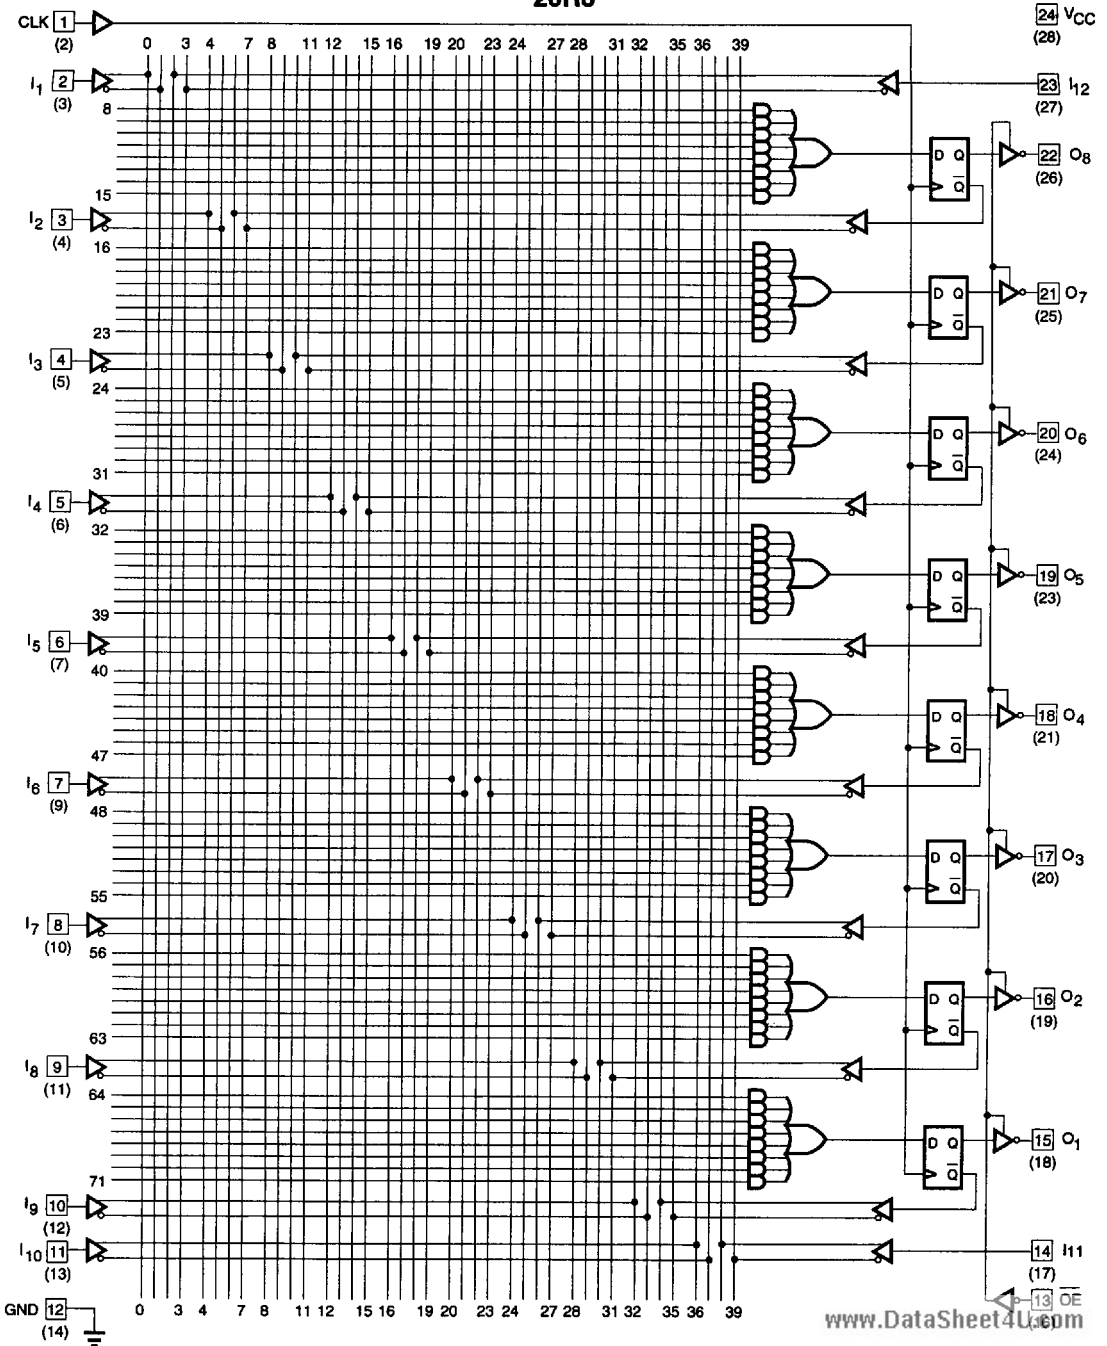 CLK 1 24 VCC
(2) (28)
0 3 4 7 8 11 12 15 16 19 20 23 24 27 28 31 32 35 36 39
I1 2 23 I12
(3) (27)
8
D Q 22 O8
(26)
Q
15
I2 3
(4)
16
D Q 21 O7
(25)
Q
23
I3 4
(5)
24
D Q 20 O6
(24)
Q
31
I4 5
(6)
32
D Q 19 O5
(23)
Q
39
I5 6
(7)
40
D Q 18 O4
(21)
Q
47
I6 7
(9)
48
D Q 17 O3
(20)
Q
55
I7 8
(10)
56
D Q 16 O2
(19)
Q
63
I8 9
(11)
64
D Q 15 O1
(18)
Q
71
I9 10
(12)
I10 11 14 I11
(13) (17)
0 3 4 7 8 11 12 15 16 19 20 23 24 27 28 31 32 35 36 39
13 OE
GND 12
(14)
www.DataSheet4U.com